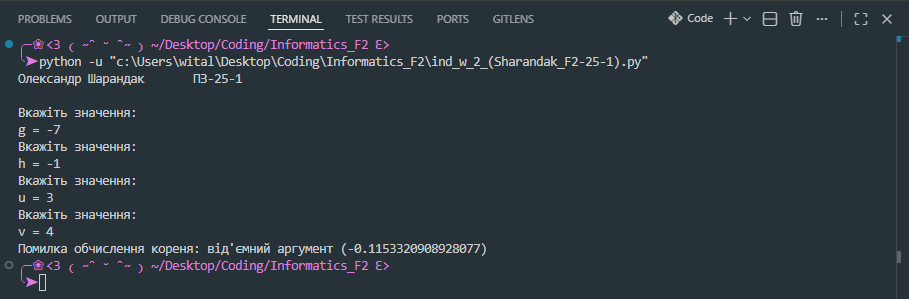 PROBLEMS OUTPUT DEBUG CONSOLE TERMINAL TEST RESULTS PORTS GITLENS Code
<3 ( ˶ˆ ᵕ ˆ˶ ) ~/Desktop/Coding/Informatics_F2 Ɛ>
python -u "c:\Users\wital\Desktop\Coding\Informatics_F2\ind_w_2_(Sharandak_F2-25-1).py"
Олександр Шарандак ПЗ-25-1
Вкажіть значення:
g = -7
Вкажіть значення:
h = -1
Вкажіть значення:
u = 3
Вкажіть значення:
v = 4
Помилка обчислення кореня: від'ємний аргумент (-0.1153320908928077)
<3 ( ˶ˆ ᵕ ˆ˶ ) ~/Desktop/Coding/Informatics_F2 Ɛ>